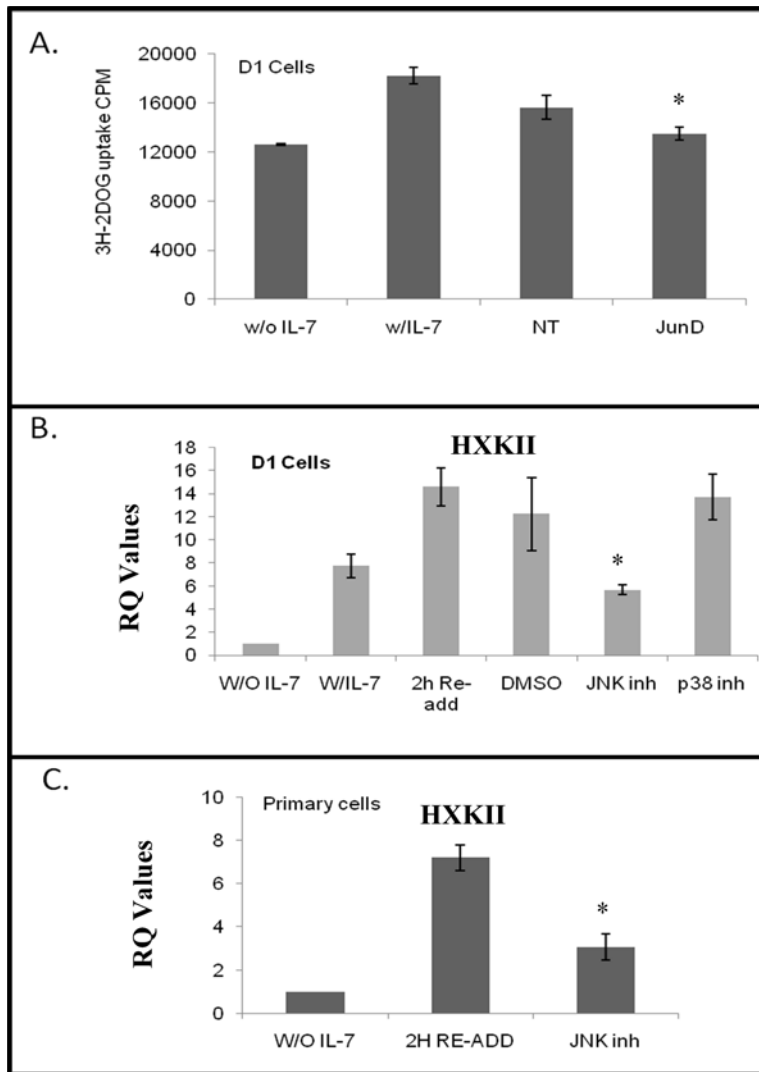 A.
D1 Cells
3H-2DOG uptake CPM
20000
16000
12000
8000
4000
0
*
w/o IL-7 w/IL-7 NT JunD
B.
D1 Cells
HXKII
RQ Values
18
16
14
12
10
8
6
4
2
0
*
W/O IL-7 W/IL-7 2h Re-add DMSO JNK inh p38 inh
C.
Primary cells
HXKII
RQ Values
10
8
6
4
2
0
*
W/O IL-7 2H RE-ADD JNK inh